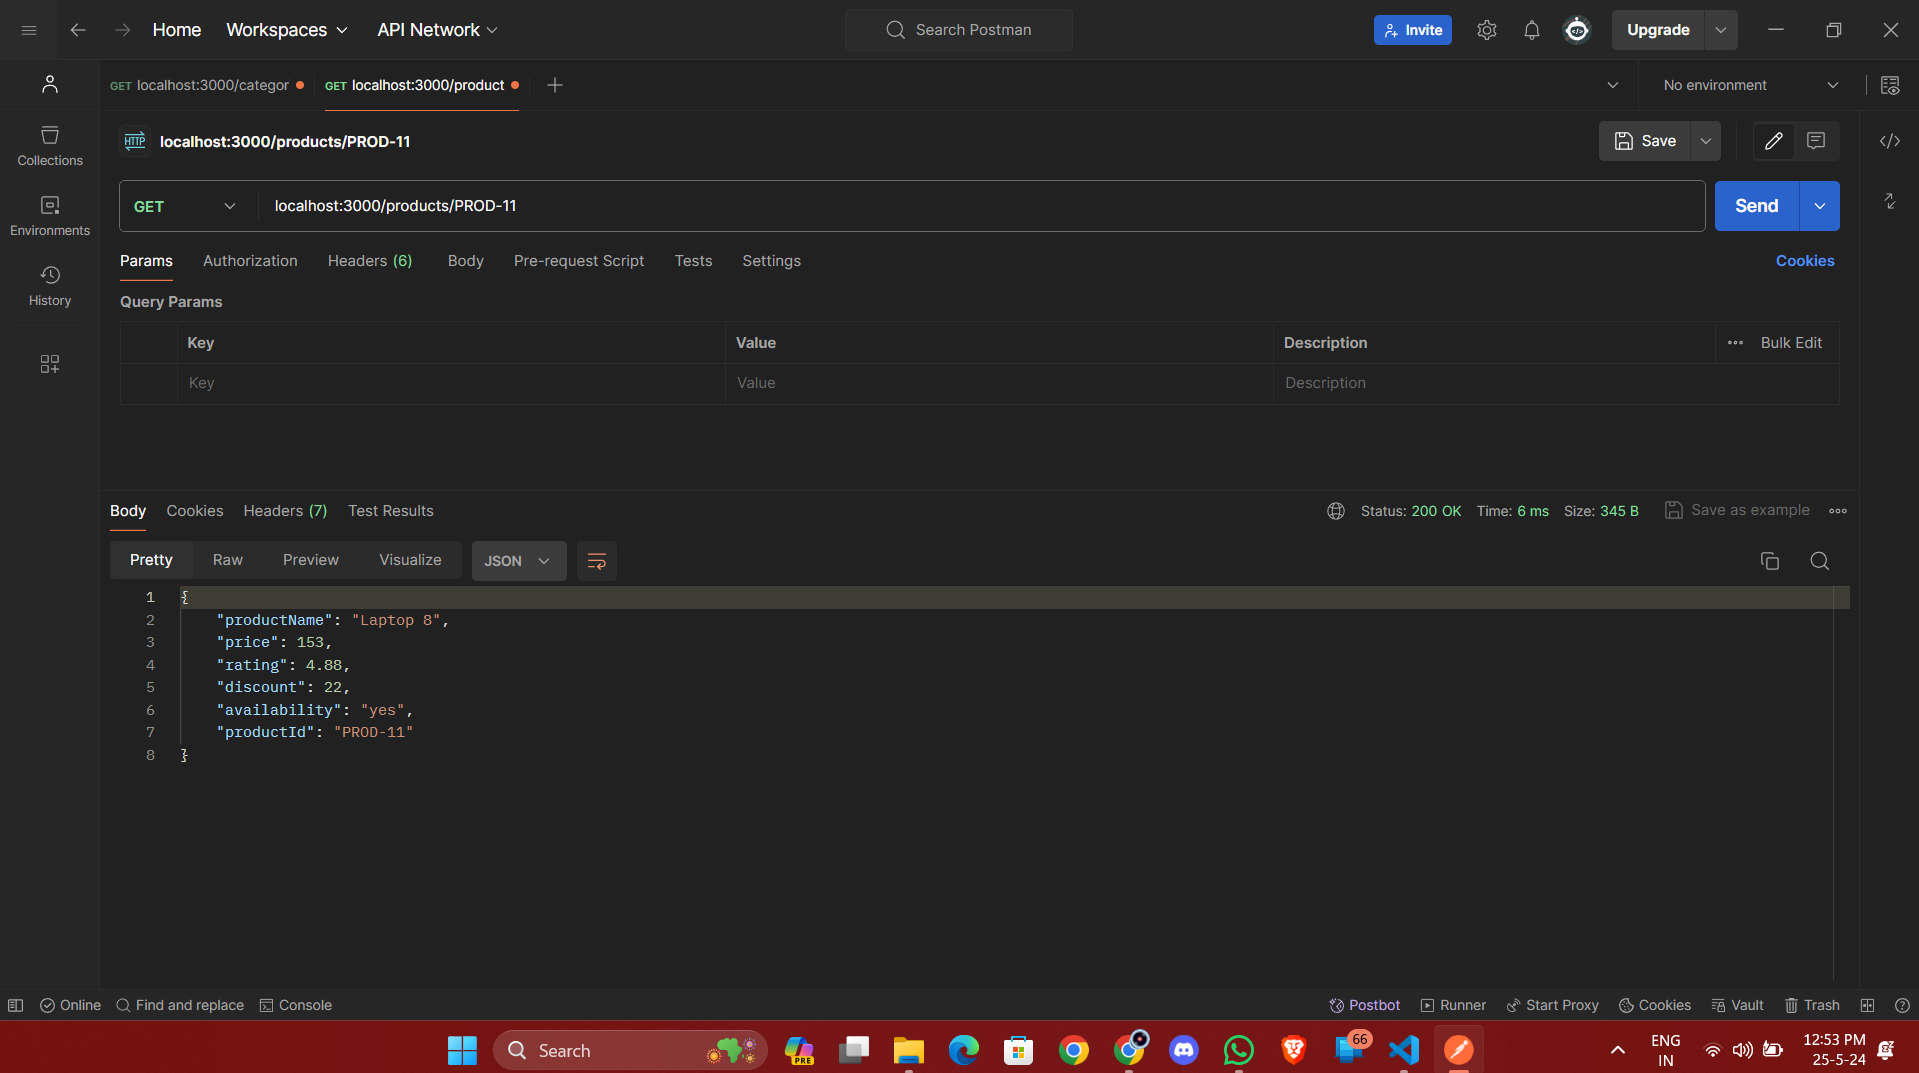 Home Workspaces API Network Search Postman Invite Upgrade
GET localhost:3000/categor GET localhost:3000/product No environment
HTTP localhost:3000/products/PROD-11 Save
Collections
GET localhost:3000/products/PROD-11 Send
Environments
Params Authorization Headers (6) Body Pre-request Script Tests Settings Cookies
History
Query Params
Key Value Description Bulk Edit
Key Value Description
Body Cookies Headers (7) Test Results Status: 200 OK Time: 6 ms Size: 345 B Save as example
Pretty Raw Preview Visualize JSON
1 {
2 "productName": "Laptop 8",
3 "price": 153,
4 "rating": 4.88,
5 "discount": 22,
6 "availability": "yes",
7 "productId": "PROD-11"
8 }
Online Find and replace Console Postbot Runner Start Proxy Cookies Vault Trash
Search PRE 66 ENG 12:53 PM
IN 25-5-24